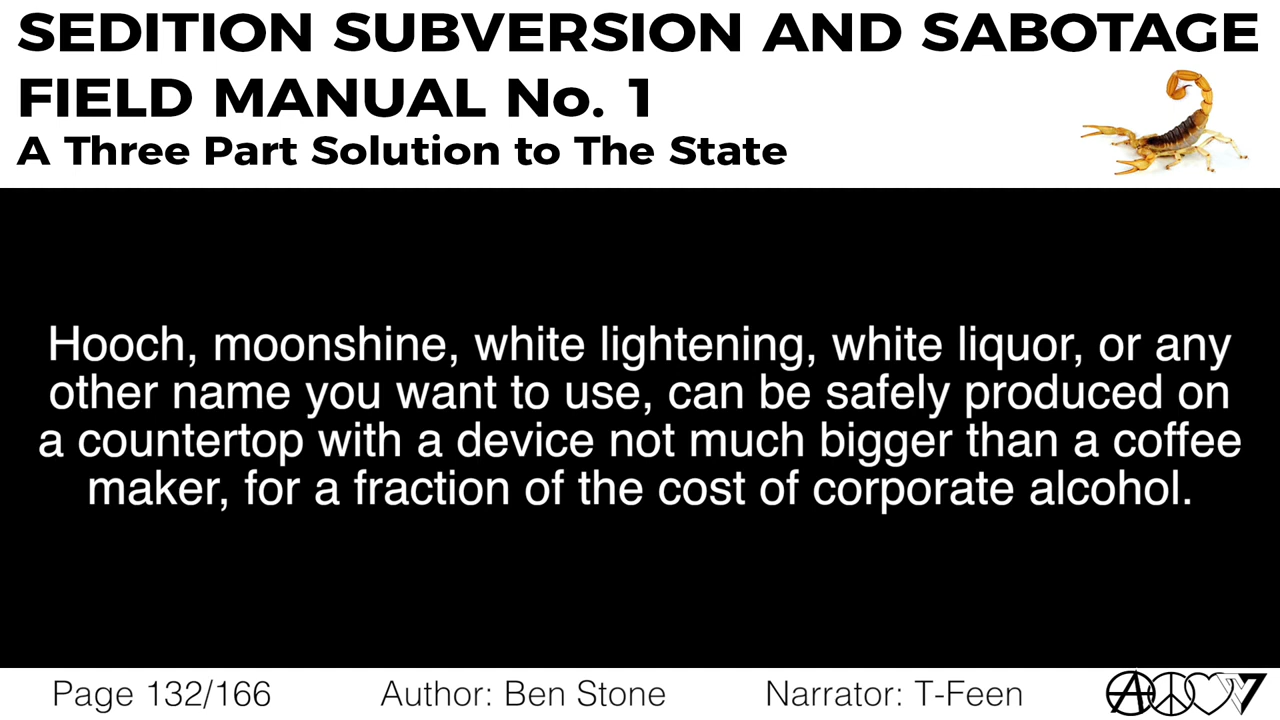 SEDITION SUBVERSION AND SABOTAGE
FIELD MANUAL No. 1
A Three Part Solution to The State
Hooch, moonshine, white lightening, white liquor, or any
other name you want to use, can be safely produced on
a countertop with a device not much bigger than a coffee
maker, for a fraction of the cost of corporate alcohol.
Page 132/166 Author: Ben Stone Narrator: T-Feen